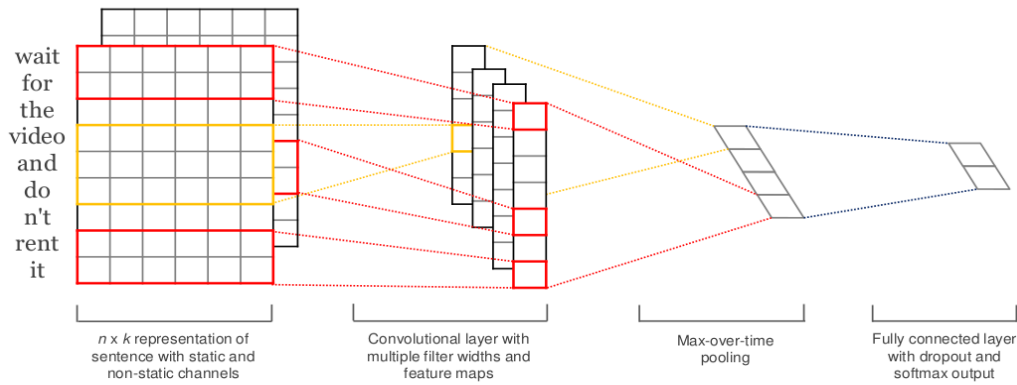 wait
for
the
video
and
do
n't
rent
it
n x k representation of
sentence with static and
non-static channels
Convolutional layer with
multiple filter widths and
feature maps
Max-over-time
pooling
Fully connected layer
with dropout and
softmax output